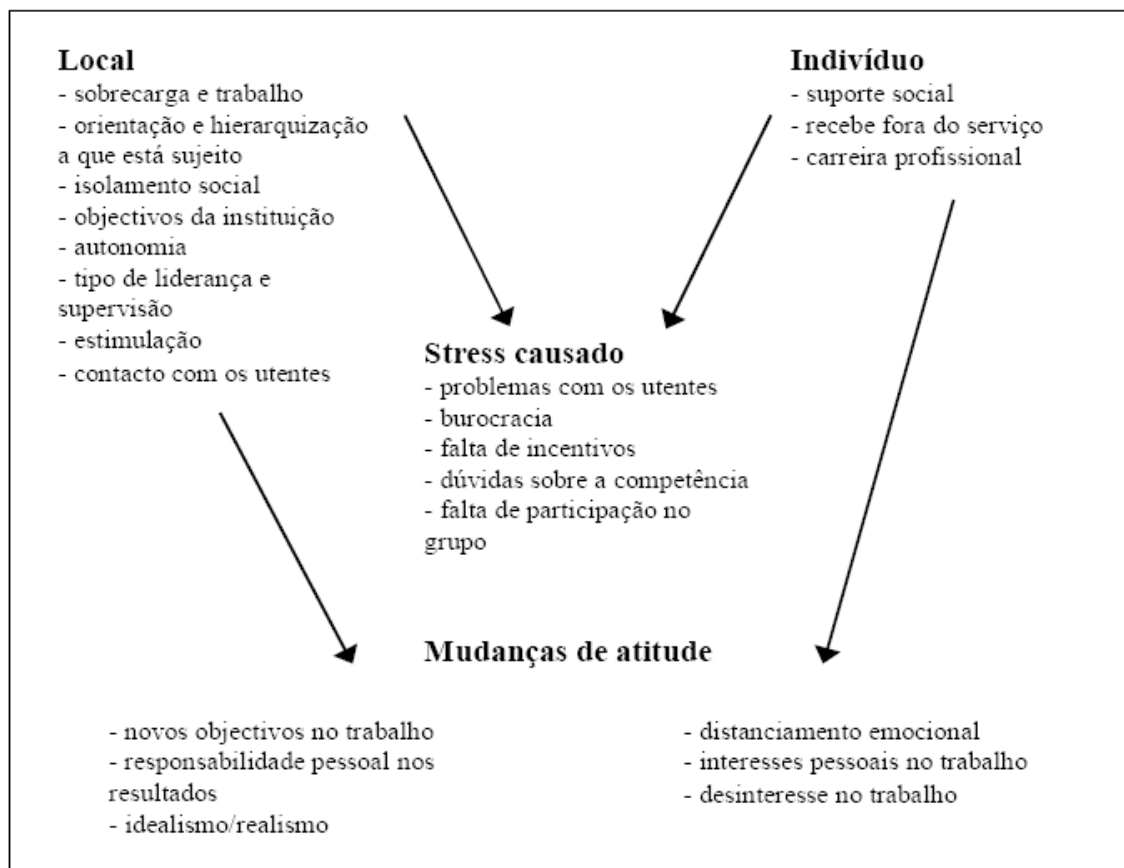 Local
- sobrecarga e trabalho
- orientação e hierarquização
a que está sujeito
- isolamento social
- objectivos da instituição
- autonomia
- tipo de liderança e
supervisão
- estimulação
- contacto com os utentes
Indivíduo
- suporte social
- recebe fora do serviço
- carreira profissional
Stress causado
- problemas com os utentes
- burocracia
- falta de incentivos
- dúvidas sobre a competência
- falta de participação no
grupo
Mudanças de atitude
- novos objectivos no trabalho
- responsabilidade pessoal nos
resultados
- idealismo/realismo
- distanciamento emocional
- interesses pessoais no trabalho
- desinteresse no trabalho